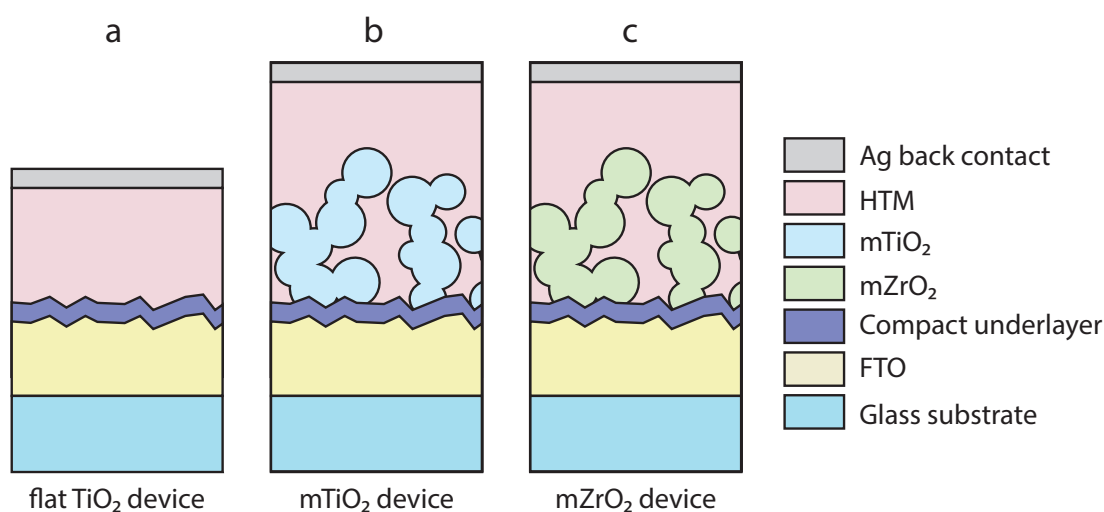 a
b
c
Ag back contact
HTM
mTiO₂
mZrO₂
Compact underlayer
FTO
Glass substrate
flat TiO₂ device
mTiO₂ device
mZrO₂ device